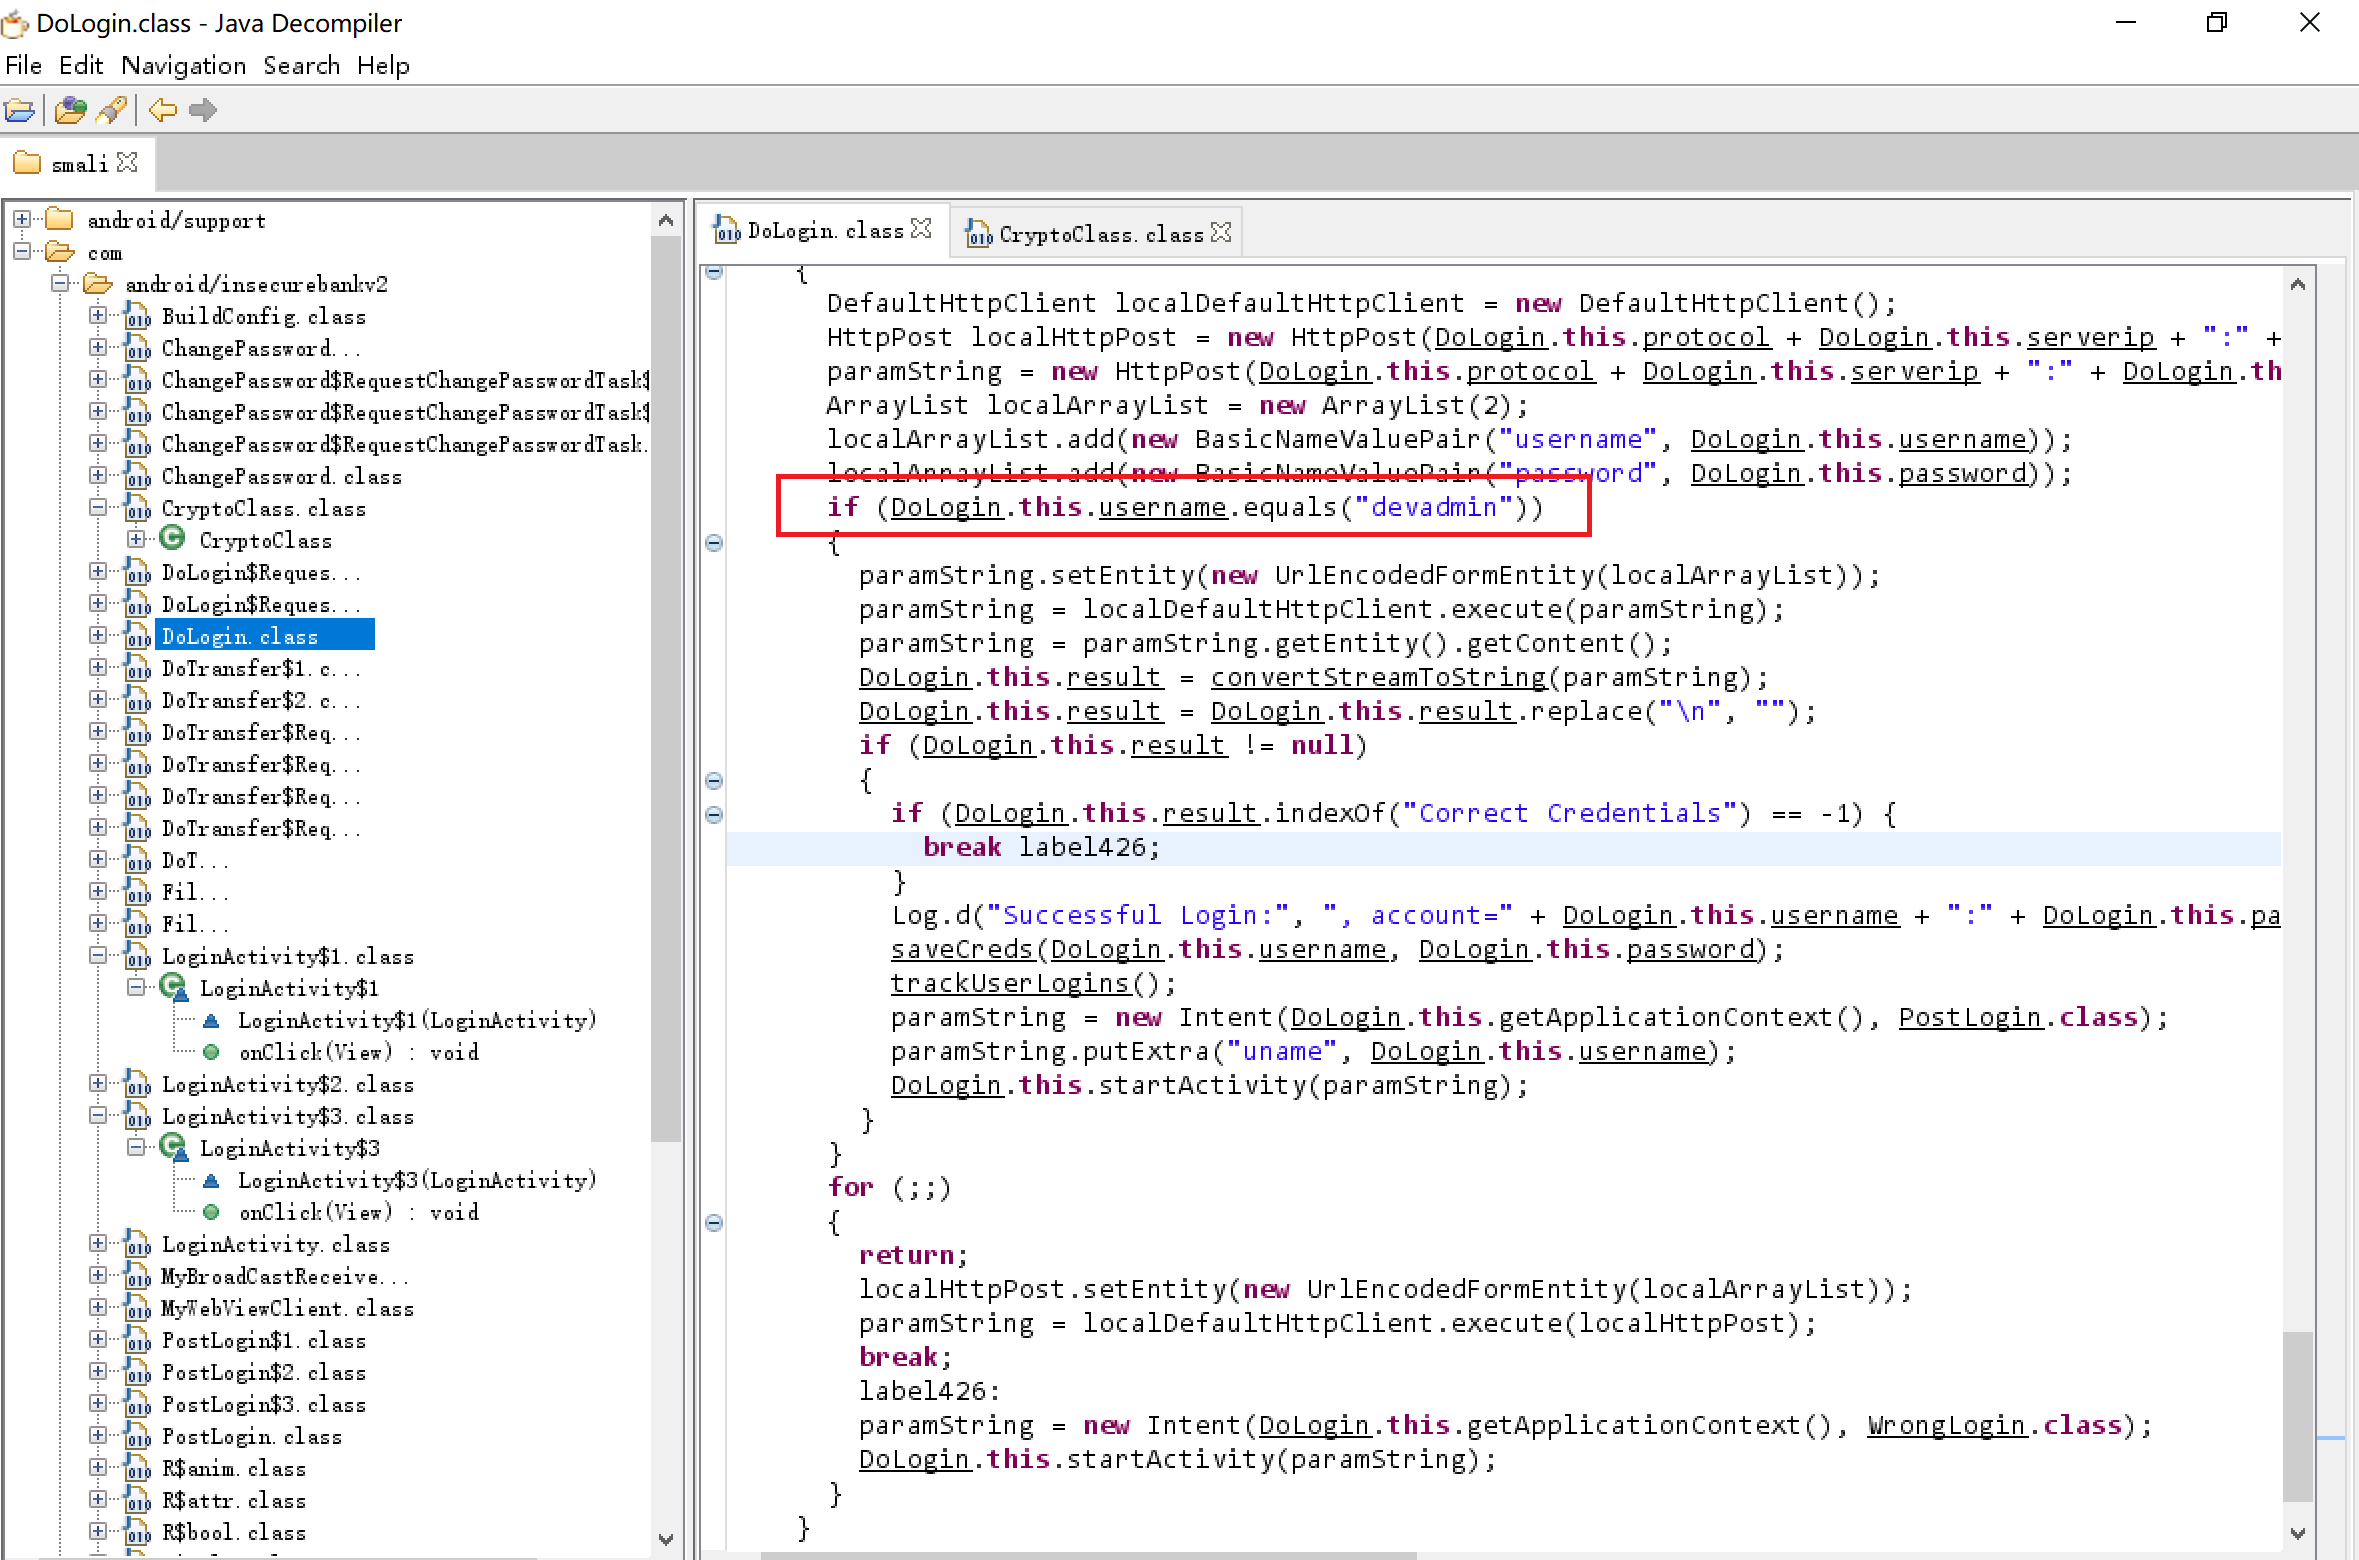 DoLogin.class - Java Decompiler
File Edit Navigation Search Help
smali
android/support
com
android/insecurebankv2
BuildConfig.class
ChangePassword...
ChangePassword$RequestChangePasswordTask$
ChangePassword$RequestChangePasswordTask$
ChangePassword$RequestChangePasswordTask.
ChangePassword.class
CryptoClass.class
CryptoClass
DoLogin$Reques...
DoLogin$Reques...
DoLogin.class
DoTransfer$1.c...
DoTransfer$2.c...
DoTransfer$Req...
DoTransfer$Req...
DoTransfer$Req...
DoTransfer$Req...
DoT...
Fil...
Fil...
LoginActivity$1.class
LoginActivity$1
LoginActivity$1(LoginActivity)
onClick(View) : void
LoginActivity$2.class
LoginActivity$3.class
LoginActivity$3
LoginActivity$3(LoginActivity)
onClick(View) : void
LoginActivity.class
MyBroadCastReceive...
MyWebViewClient.class
PostLogin$1.class
PostLogin$2.class
PostLogin$3.class
PostLogin.class
R$anim.class
R$attr.class
R$bool.class
DoLogin.class CryptoClass.class
{
DefaultHttpClient localDefaultHttpClient = new DefaultHttpClient();
HttpPost localHttpPost = new HttpPost(DoLogin.this.protocol + DoLogin.this.serverip + ":" +
paramString = new HttpPost(DoLogin.this.protocol + DoLogin.this.serverip + ":" + DoLogin.th
ArrayList localArrayList = new ArrayList(2);
localArrayList.add(new BasicNameValuePair("username", DoLogin.this.username));
localArrayList.add(new BasicNameValuePair("password", DoLogin.this.password));
if (DoLogin.this.username.equals("devadmin"))
{
paramString.setEntity(new UrlEncodedFormEntity(localArrayList));
paramString = localDefaultHttpClient.execute(paramString);
paramString = paramString.getEntity().getContent();
DoLogin.this.result = convertStreamToString(paramString);
DoLogin.this.result = DoLogin.this.result.replace("\n", "");
if (DoLogin.this.result != null)
{
if (DoLogin.this.result.indexOf("Correct Credentials") == -1) {
break label426;
}
Log.d("Successful Login:", ", account=" + DoLogin.this.username + ":" + DoLogin.this.pa
saveCreds(DoLogin.this.username, DoLogin.this.password);
trackUserLogins();
paramString = new Intent(DoLogin.this.getApplicationContext(), PostLogin.class);
paramString.putExtra("uname", DoLogin.this.username);
DoLogin.this.startActivity(paramString);
}
}
for (;;)
{
return;
localHttpPost.setEntity(new UrlEncodedFormEntity(localArrayList));
paramString = localDefaultHttpClient.execute(localHttpPost);
break;
label426:
paramString = new Intent(DoLogin.this.getApplicationContext(), WrongLogin.class);
DoLogin.this.startActivity(paramString);
}
}